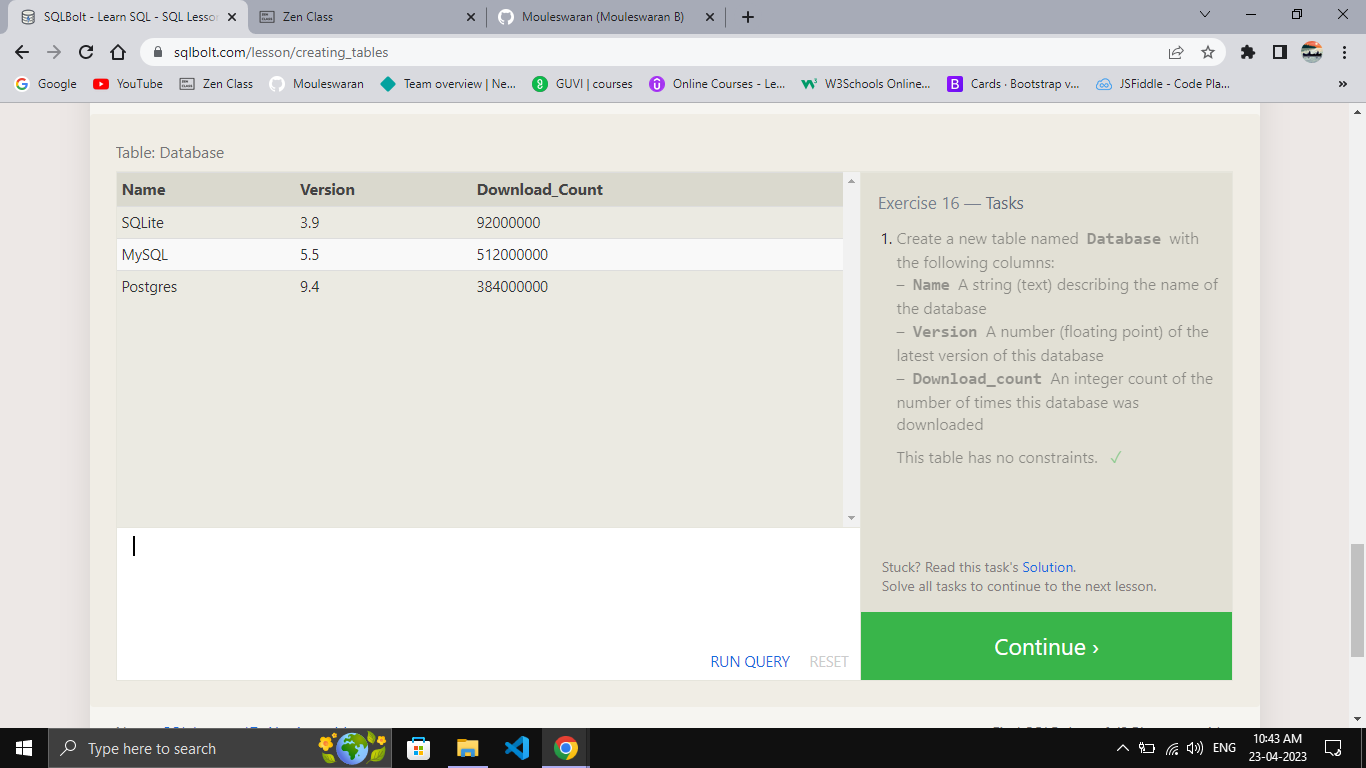 SQLBolt - Learn SQL - SQL Lesson
Zen Class
Mouleswaran (Mouleswaran B)
sqlbolt.com/lesson/creating_tables
Google
YouTube
Zen Class
Mouleswaran
Team overview | Ne...
GUVI | courses
Online Courses - Le...
W3Schools Online...
Cards · Bootstrap v...
JSFiddle - Code Pla...
Table: Database
Name Version Download_Count
SQLite 3.9 92000000
MySQL 5.5 512000000
Postgres 9.4 384000000
RUN QUERY RESET
Exercise 16 — Tasks
1. Create a new table named Database with
the following columns:
– Name A string (text) describing the name of
the database
– Version A number (floating point) of the
latest version of this database
– Download_count An integer count of the
number of times this database was
downloaded
This table has no constraints. ✓
Stuck? Read this task's Solution.
Solve all tasks to continue to the next lesson.
Continue ›
Type here to search
ENG
10:43 AM
23-04-2023